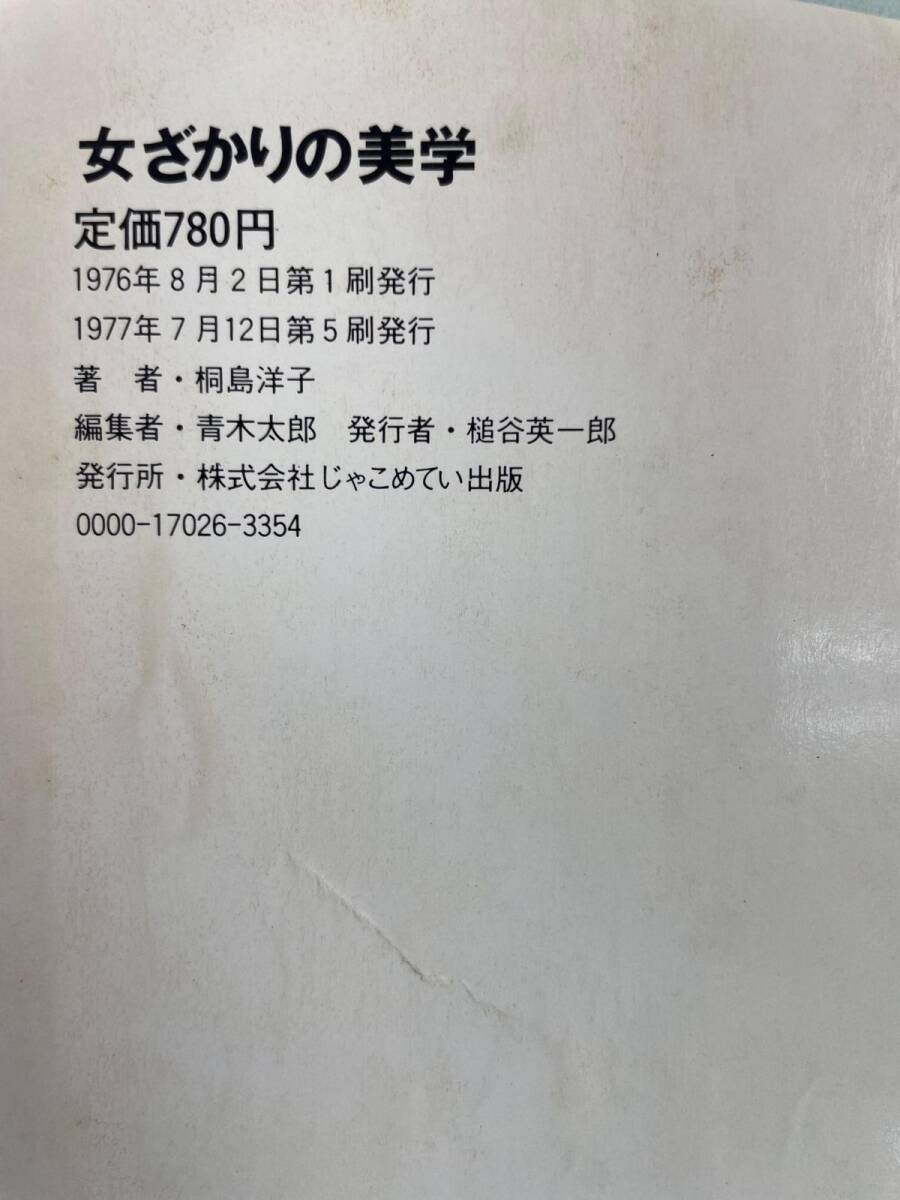 女ざかりの美学
定価780円
1976年8月2日第1刷発行
1977年7月12日第5刷発行
著　者・桐島洋子
編集者・青木太郎　発行者・槌谷英一郎
発行所・株式会社じゃこめてい出版
0000-17026-3354